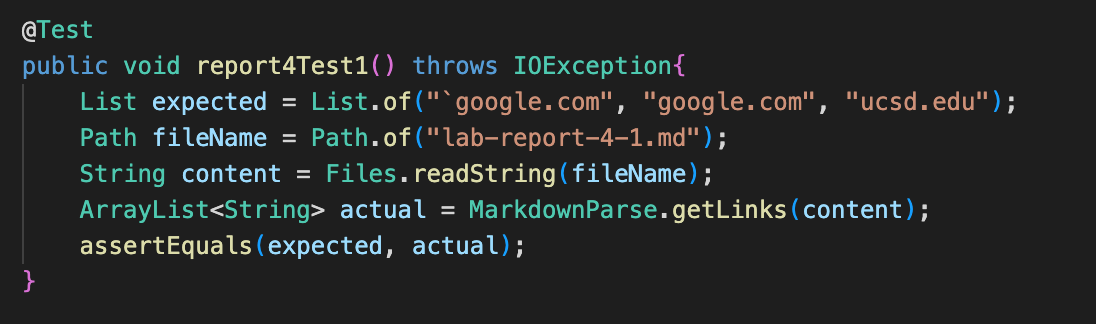 @Test
public void report4Test1() throws IOException{
    List expected = List.of("`google.com", "google.com", "ucsd.edu");
    Path fileName = Path.of("lab-report-4-1.md");
    String content = Files.readString(fileName);
    ArrayList<String> actual = MarkdownParse.getLinks(content);
    assertEquals(expected, actual);
}